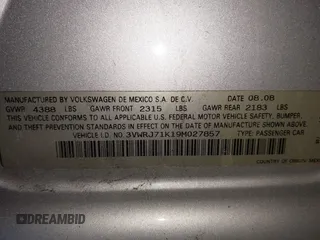 MANUFACTURED BY VOLKSWAGEN DE MEXICO S.A. DE C.V. DATE 08.08
GVWR 4388 LBS GAWR FRONT 2315 LBS GAWR REAR 2183 LBS
THIS VEHICLE CONFORMS TO ALL APPLICABLE U.S. FEDERAL MOTOR VEHICLE SAFETY, BUMPER,
AND THEFT PREVENTION STANDARDS IN EFFECT ON THE DATE OF MANUFACTURE SHOWN ABOVE.
VEHICLE IDENT. NO.: 3VWRJ71K19M027857 TYPE: PASSENGER CAR
DREAMBID